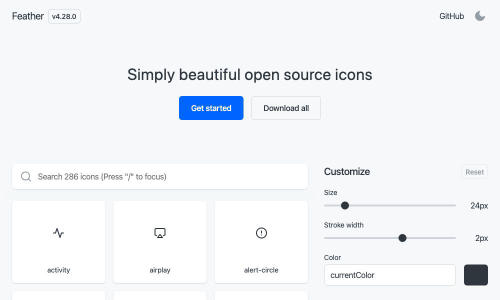 Feather v4.28.0 GitHub
Simply beautiful open source icons
Get started Download all
Search 286 icons (Press "/" to focus)
Customize Reset
Size
24px
Stroke width
2px
Color
currentColor
activity airplay alert-circle